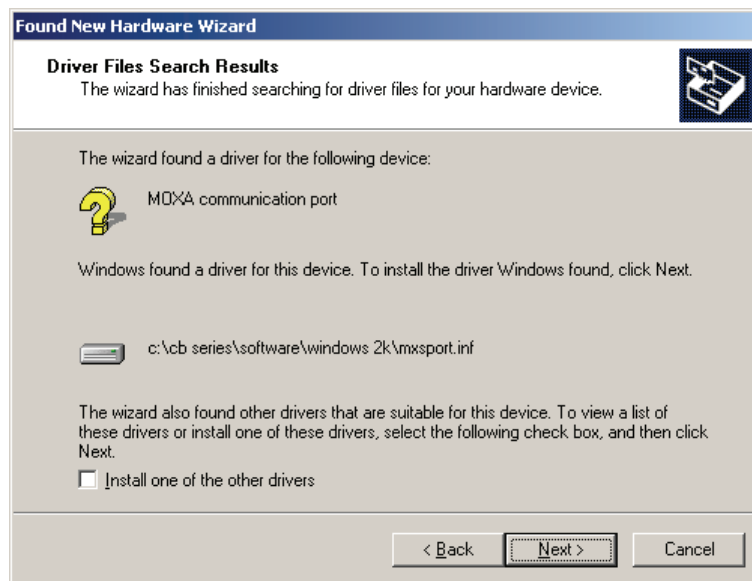 Found New Hardware Wizard
Driver Files Search Results
The wizard has finished searching for driver files for your hardware device.
The wizard found a driver for the following device:
MOXA communication port
Windows found a driver for this device. To install the driver Windows found, click Next.
c:\cb series\software\windows 2k\mxsport.inf
The wizard also found other drivers that are suitable for this device. To view a list of
these drivers or install one of these drivers, select the following check box, and then click
Next.
Install one of the other drivers
< Back Next > Cancel